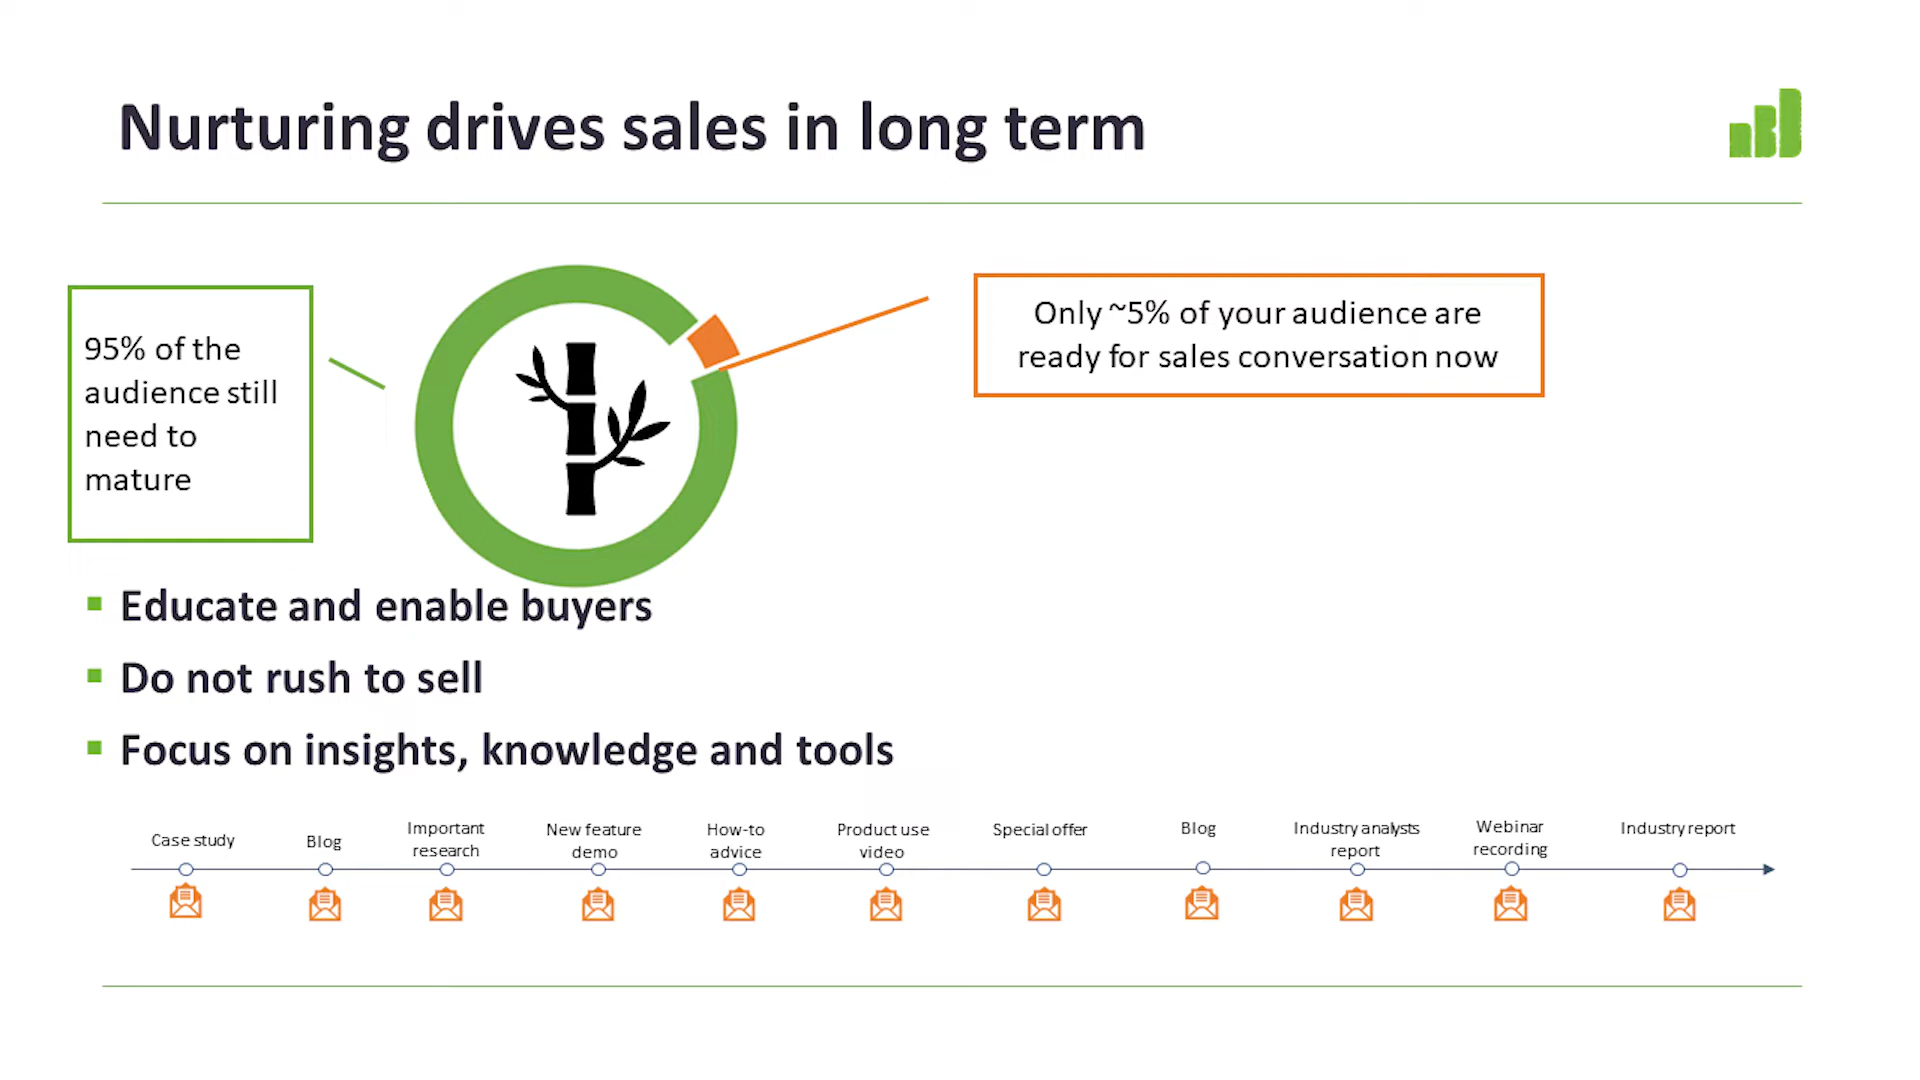 Nurturing drives sales in long term
95% of the
audience still
need to
mature
Only ~5% of your audience are
ready for sales conversation now
Educate and enable buyers
Do not rush to sell
Focus on insights, knowledge and tools
Case study
Blog
Important
research
New feature
demo
How-to
advice
Product use
video
Special offer
Blog
Industry analysts
report
Webinar
recording
Industry report